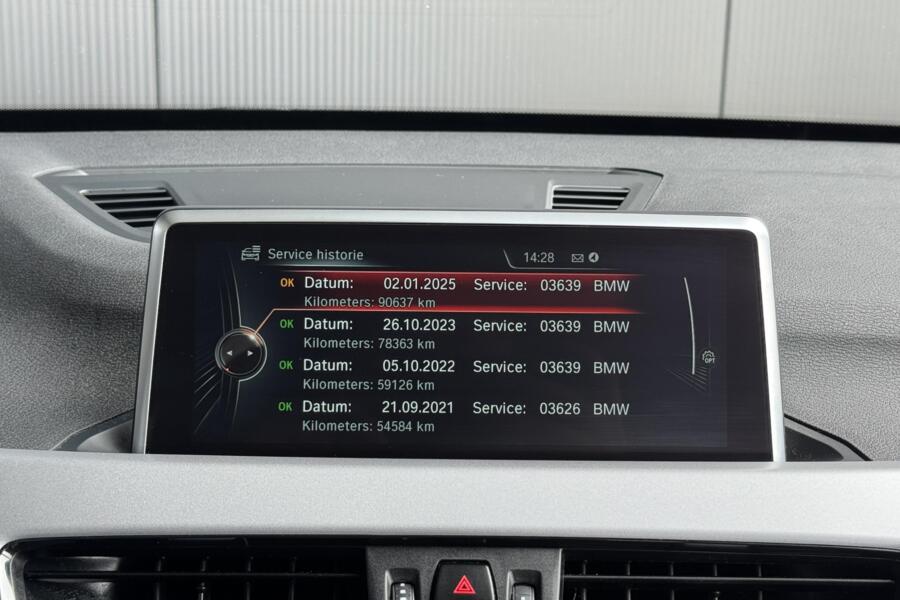 Service historie 14:28
OK Datum: 02.01.2025 Service: 03639 BMW
Kilometers: 90637 km
OK Datum: 26.10.2023 Service: 03639 BMW
Kilometers: 78363 km
OK Datum: 05.10.2022 Service: 03639 BMW
Kilometers: 59126 km
OPT
OK Datum: 21.09.2021 Service: 03626 BMW
Kilometers: 54584 km